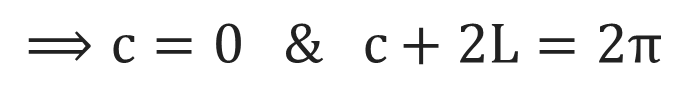 ⟹ c = 0 & c + 2L = 2π